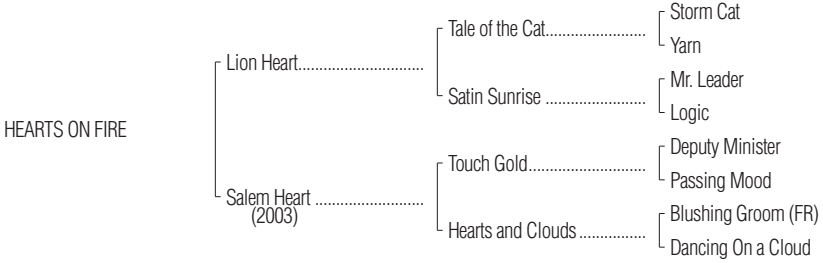 Storm Cat
Tale of the Cat.......................
Yarn
Lion Heart.............................
Mr. Leader
Satin Sunrise ........................
Logic
HEARTS ON FIRE
Deputy Minister
Touch Gold...........................
Passing Mood
Salem Heart .........................
(2003)
Blushing Groom (FR)
Hearts and Clouds ................
Dancing On a Cloud